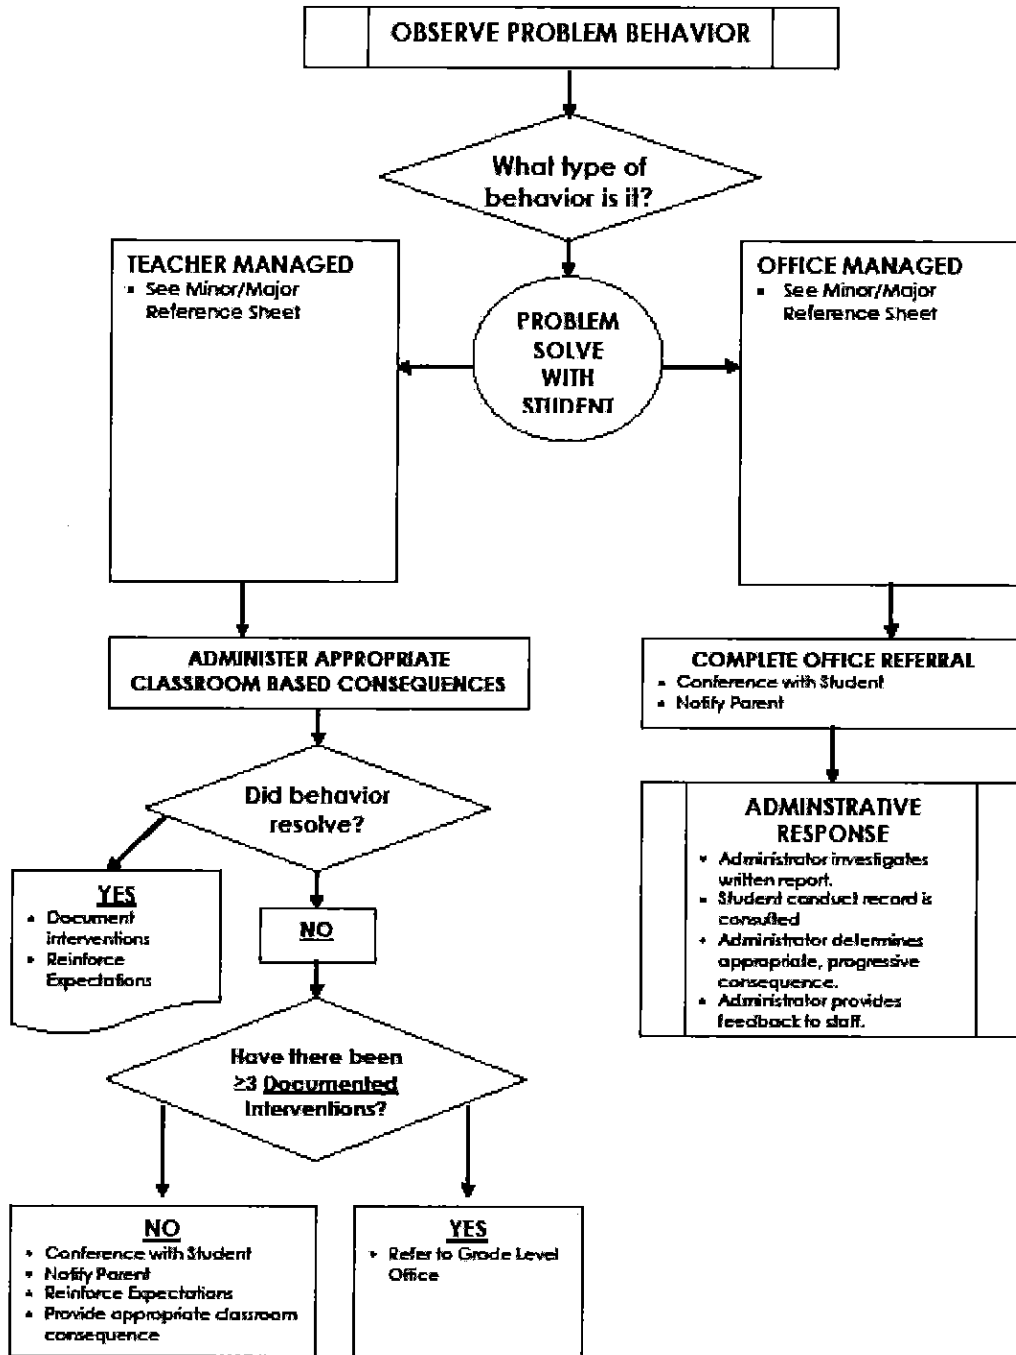 OBSERVE PROBLEM BEHAVIOR
What type of
behavior is it?
TEACHER MANAGED
▪ See Minor/Major
Reference Sheet
PROBLEM
SOLVE
WITH
STUDENT
OFFICE MANAGED
▪ See Minor/Major
Reference Sheet
ADMINISTER APPROPRIATE
CLASSROOM BASED CONSEQUENCES
COMPLETE OFFICE REFERRAL
• Conference with Student
• Notify Parent
Did behavior
resolve?
YES
• Document
Interventions
• Reinforce
Expectations
NO
ADMINSTRATIVE
RESPONSE
• Administrator investigates
written report.
• Student conduct record is
consulted
• Administrator determines
appropriate, progressive
consequence.
• Administrator provides
feedback to staff.
Have there been
≥3 Documented
Interventions?
NO
• Conference with Student
• Notify Parent
• Reinforce Expectations
• Provide appropriate classroom
consequence
YES
• Refer to Grade Level
Office